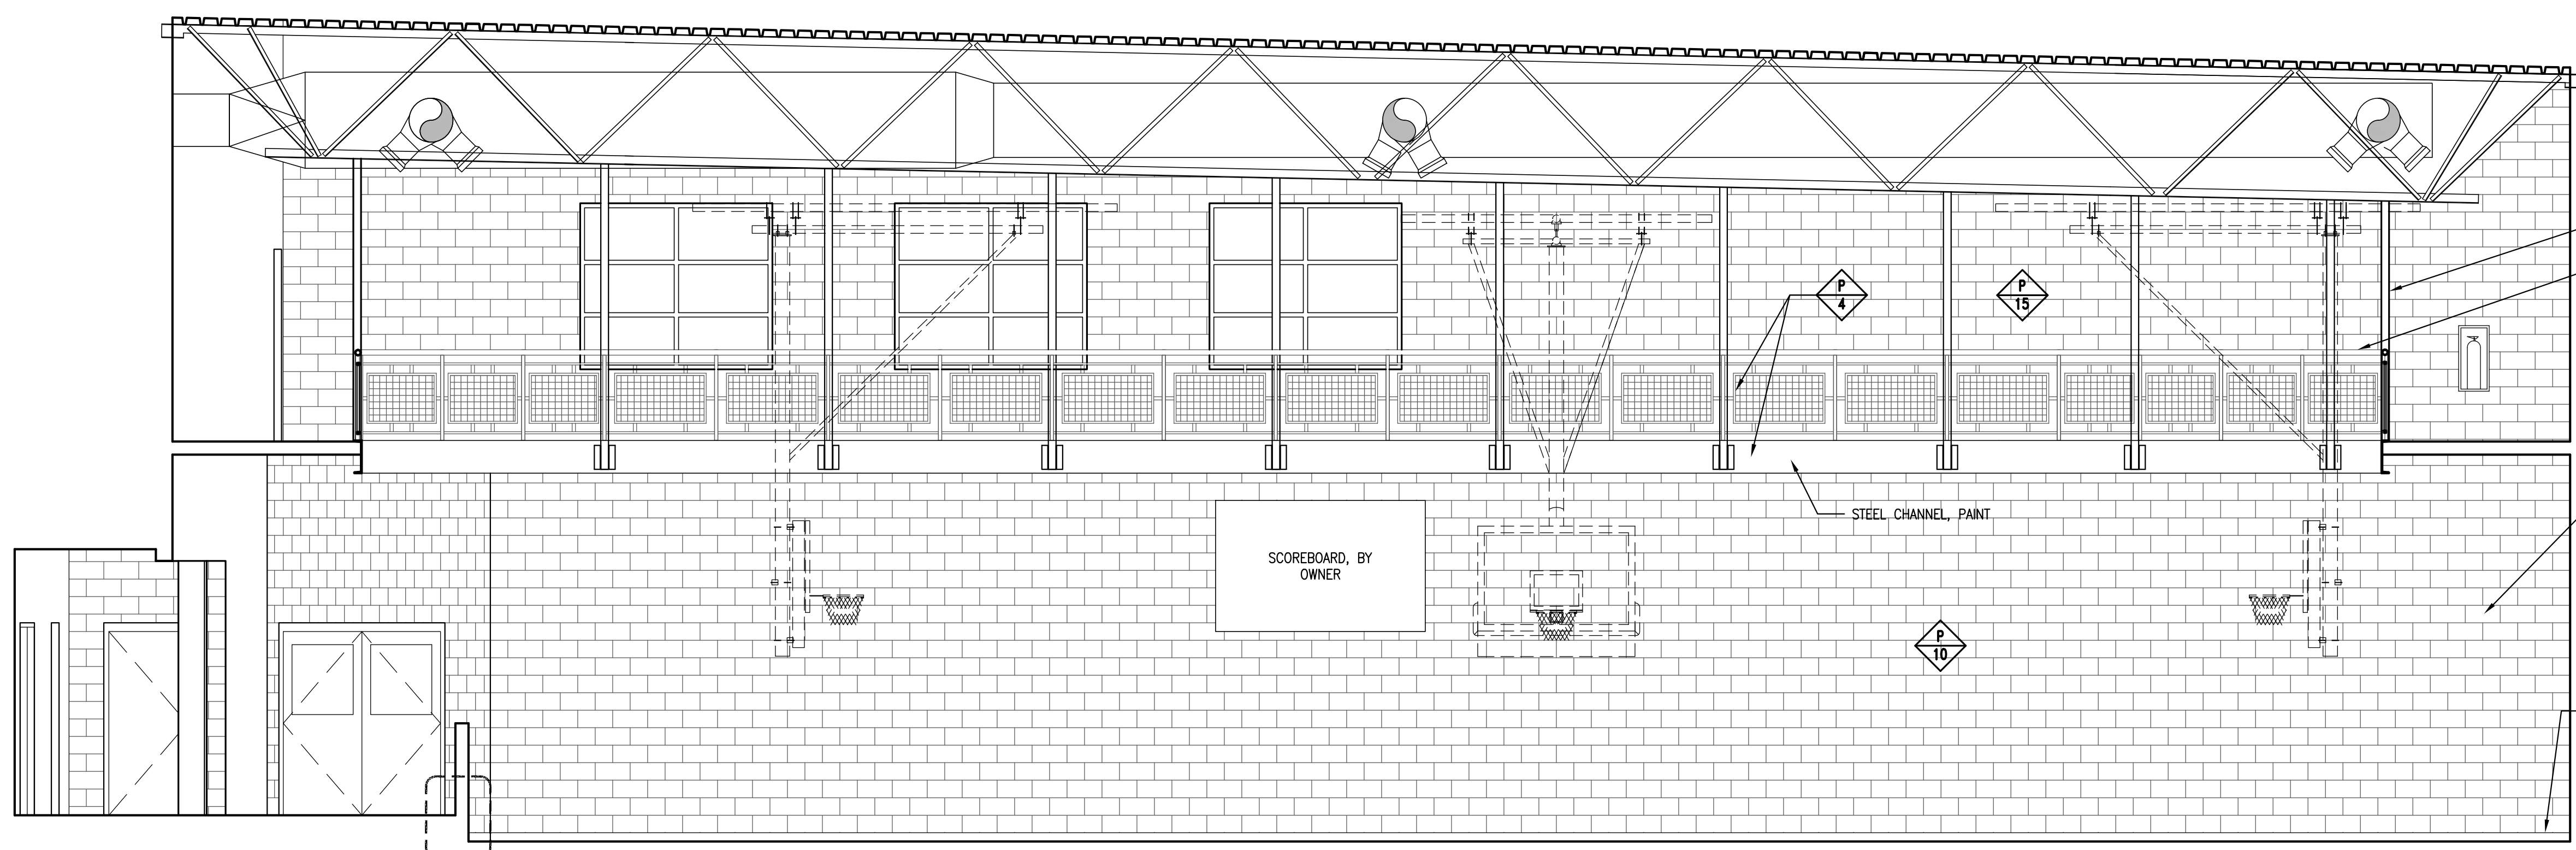 P
4
P
15
STEEL CHANNEL, PAINT
SCOREBOARD, BY
OWNER
P
10